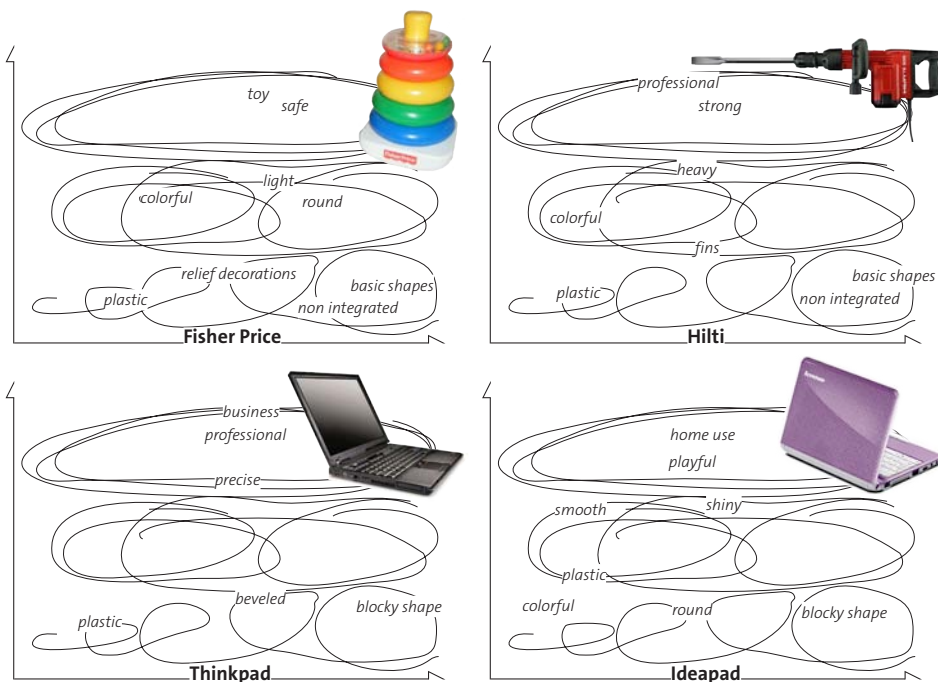 toy
safe
light
colorful
round
relief decorations
basic shapes
plastic
non integrated
Fisher Price
professional
strong
heavy
colorful
fins
basic shapes
plastic
non integrated
Hilti
business
professional
precise
beveled
blocky shape
plastic
Thinkpad
home use
playful
smooth
shiny
plastic
colorful
round
blocky shape
Ideapad